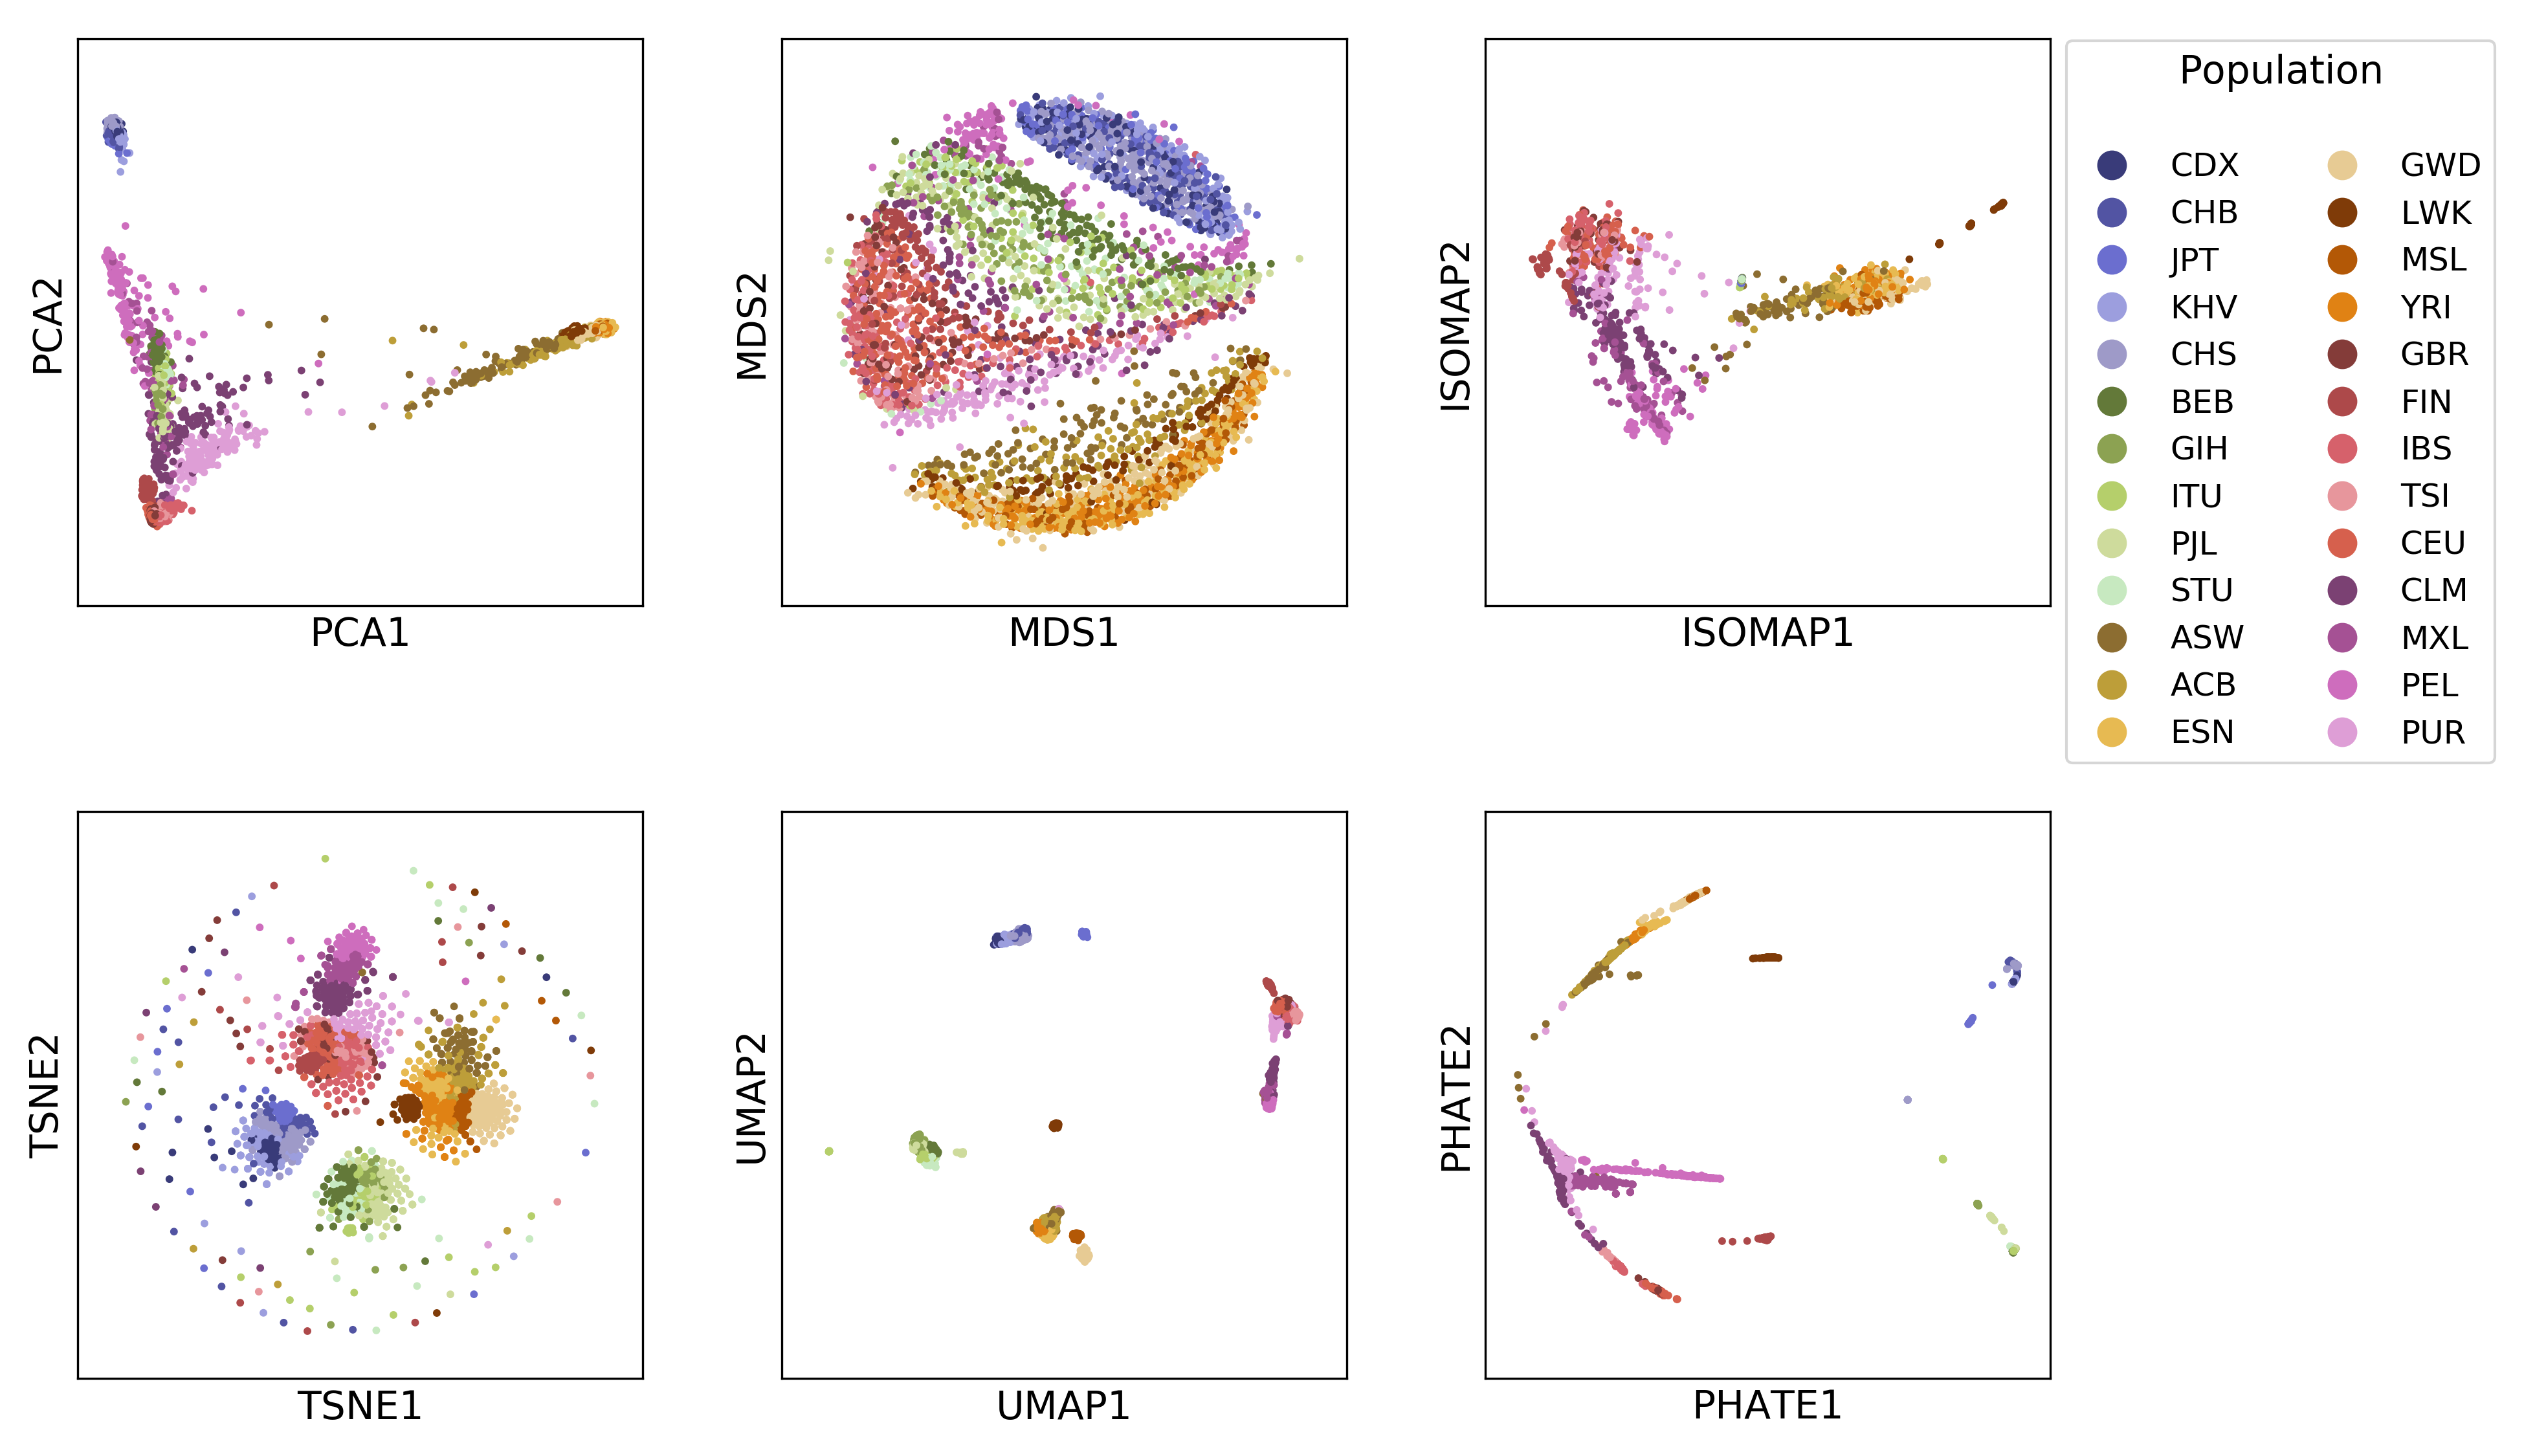 PCA2
PCA1
MDS2
MDS1
ISOMAP2
ISOMAP1
Population
CDX
CHB
JPT
KHV
CHS
BEB
GIH
ITU
PJL
STU
ASW
ACB
ESN
GWD
LWK
MSL
YRI
GBR
FIN
IBS
TSI
CEU
CLM
MXL
PEL
PUR
TSNE2
TSNE1
UMAP2
UMAP1
PHATE2
PHATE1